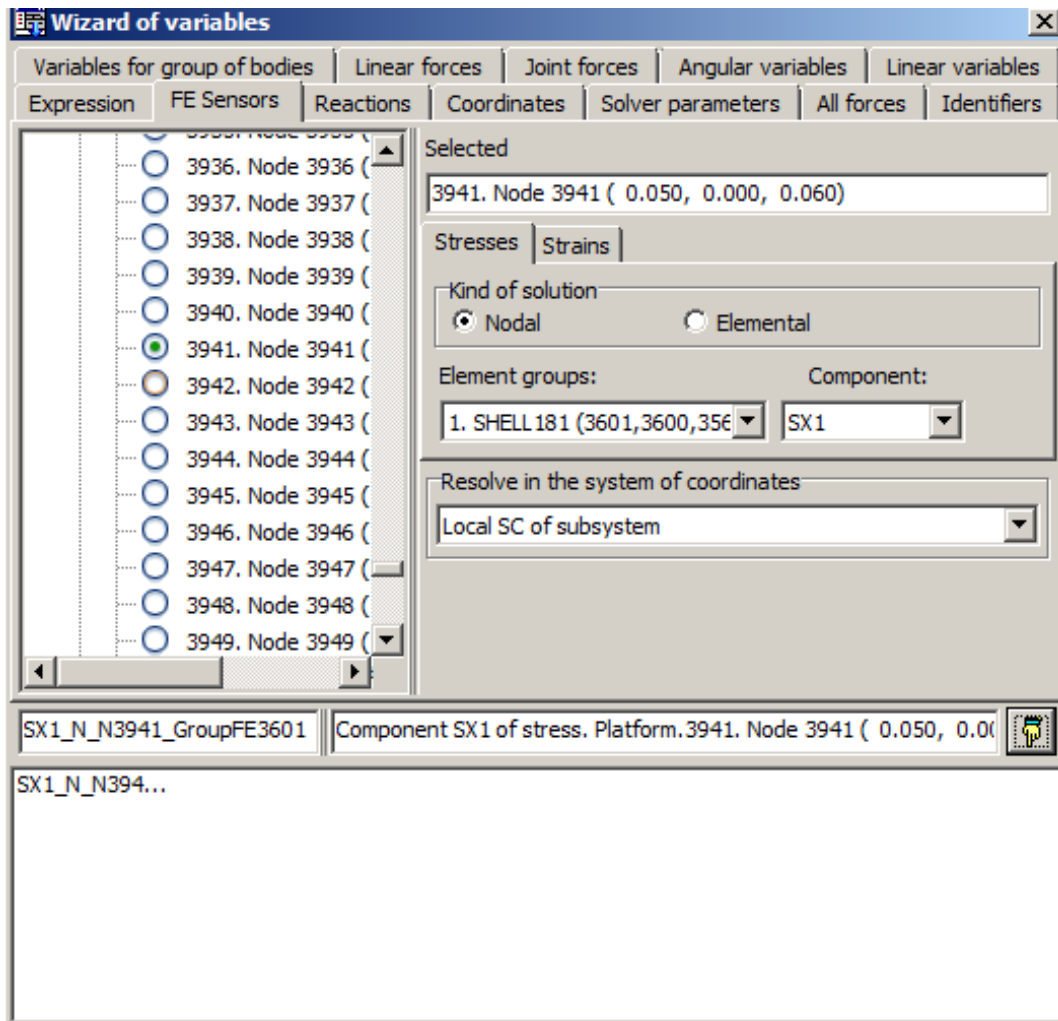 Wizard of variables
Variables for group of bodies Linear forces Joint forces Angular variables Linear variables
Expression FE Sensors Reactions Coordinates Solver parameters All forces Identifiers
3936. Node 3936 (
3937. Node 3937 (
3938. Node 3938 (
3939. Node 3939 (
3940. Node 3940 (
3941. Node 3941 (
3942. Node 3942 (
3943. Node 3943 (
3944. Node 3944 (
3945. Node 3945 (
3946. Node 3946 (
3947. Node 3947 (
3948. Node 3948 (
3949. Node 3949 (
Selected
3941. Node 3941 ( 0.050, 0.000, 0.060)
Stresses Strains
Kind of solution
Nodal Elemental
Element groups: Component:
1. SHELL181 (3601,3600,356 SX1
Resolve in the system of coordinates
Local SC of subsystem
SX1_N_N3941_GroupFE3601 Component SX1 of stress. Platform.3941. Node 3941 ( 0.050, 0.00
SX1_N_N394...